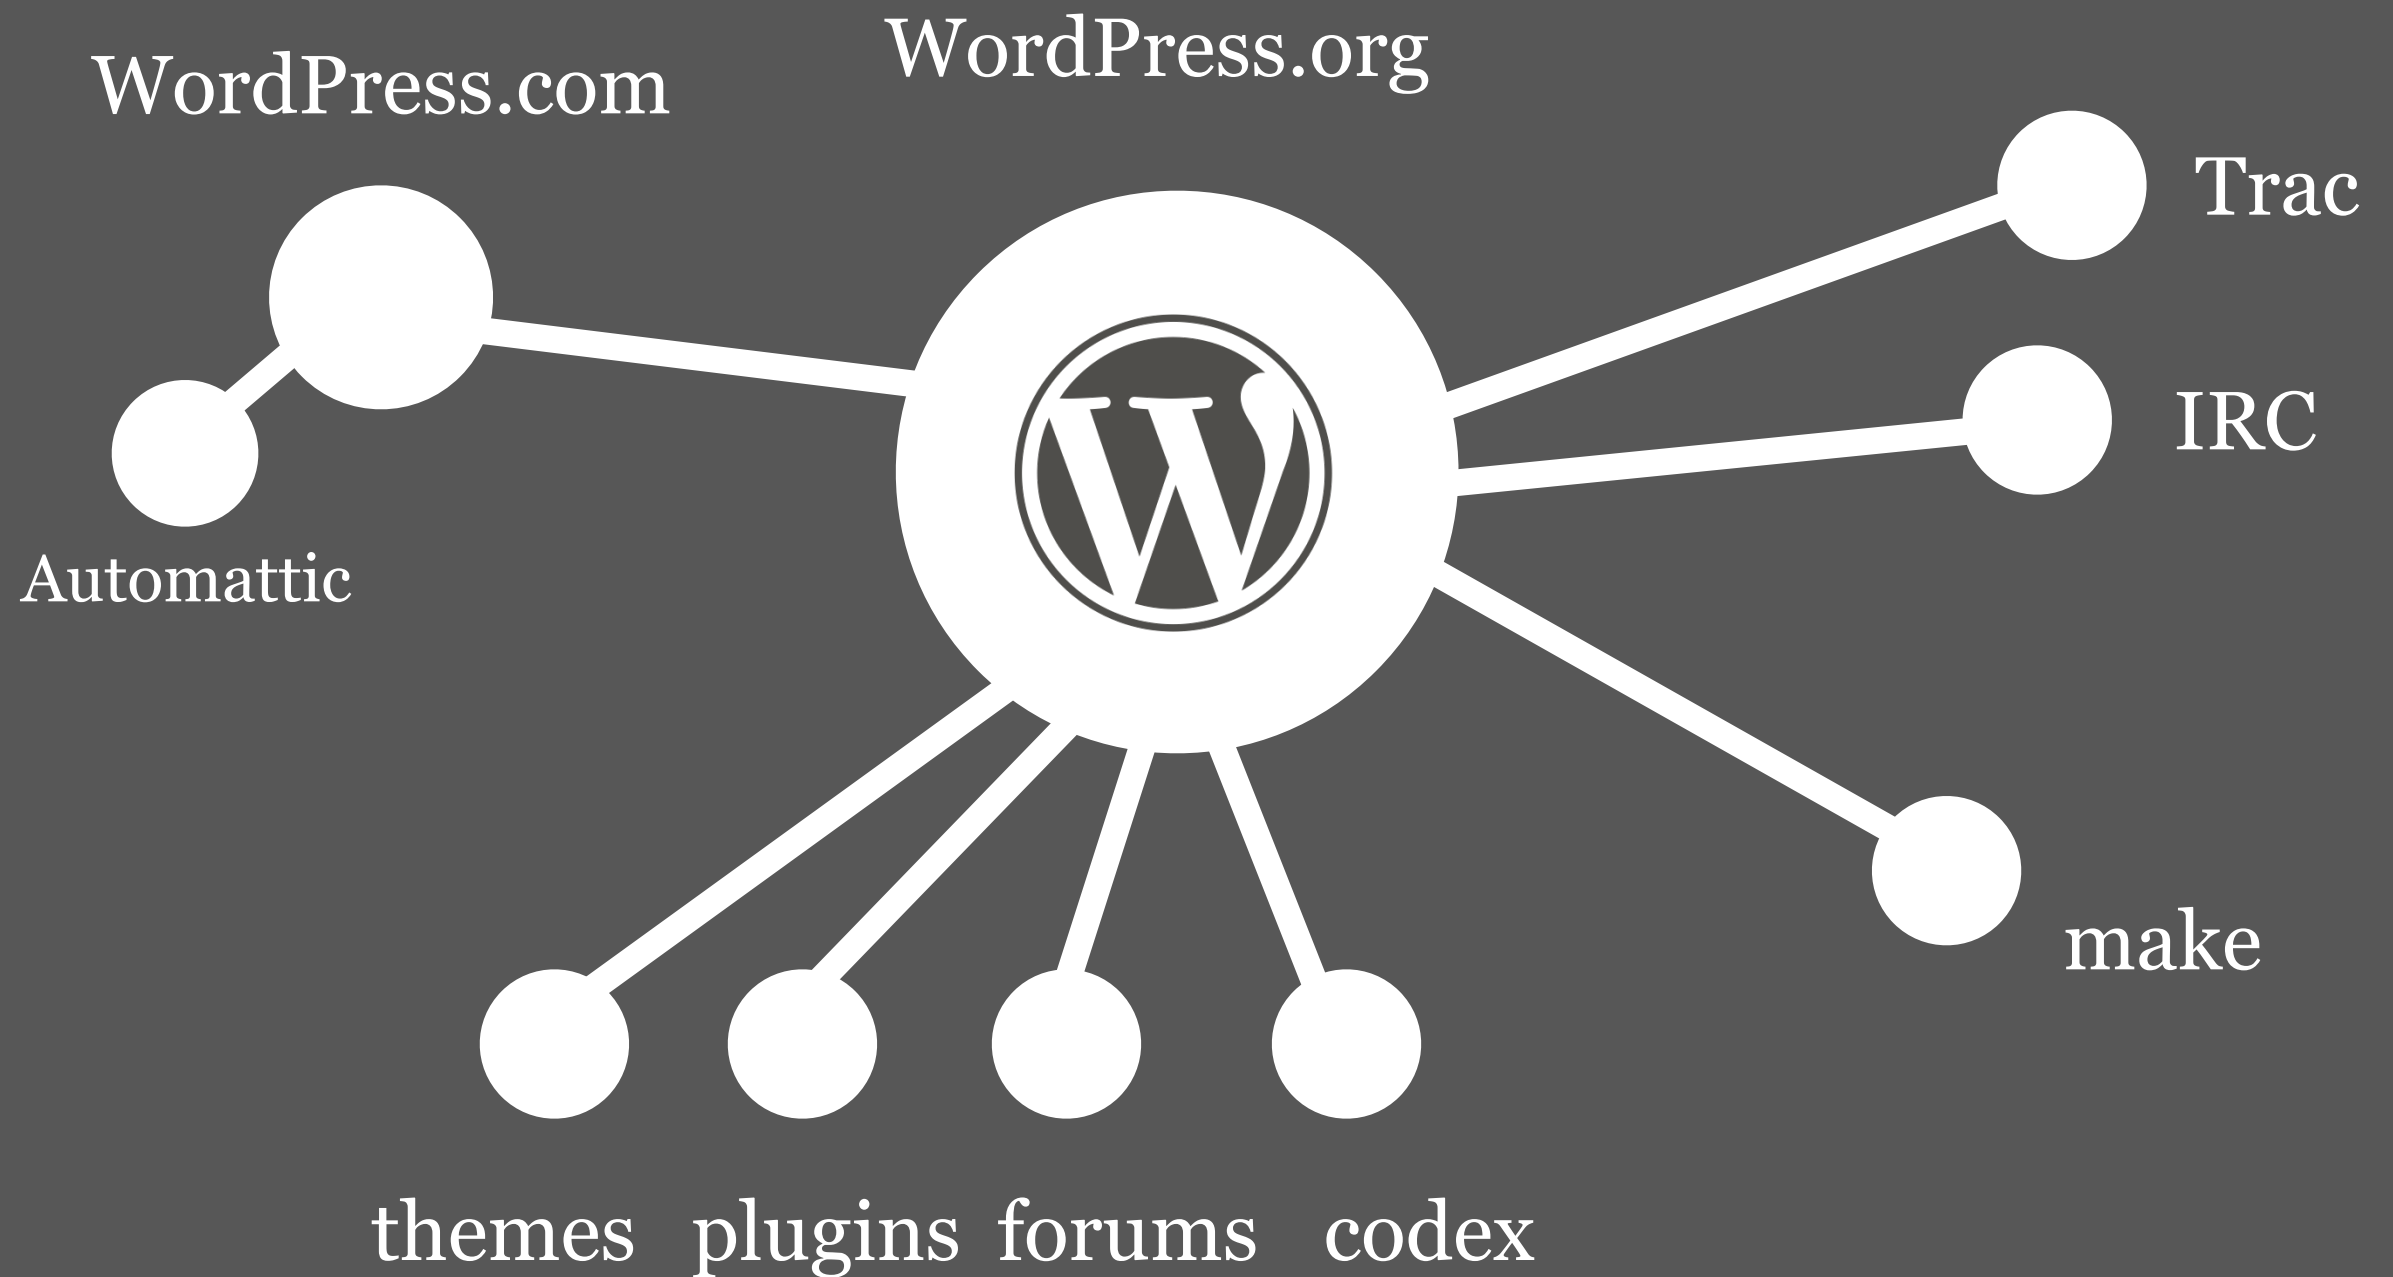 WordPress.com
WordPress.org
Trac
IRC
Automattic
make
themes
plugins
forums
codex